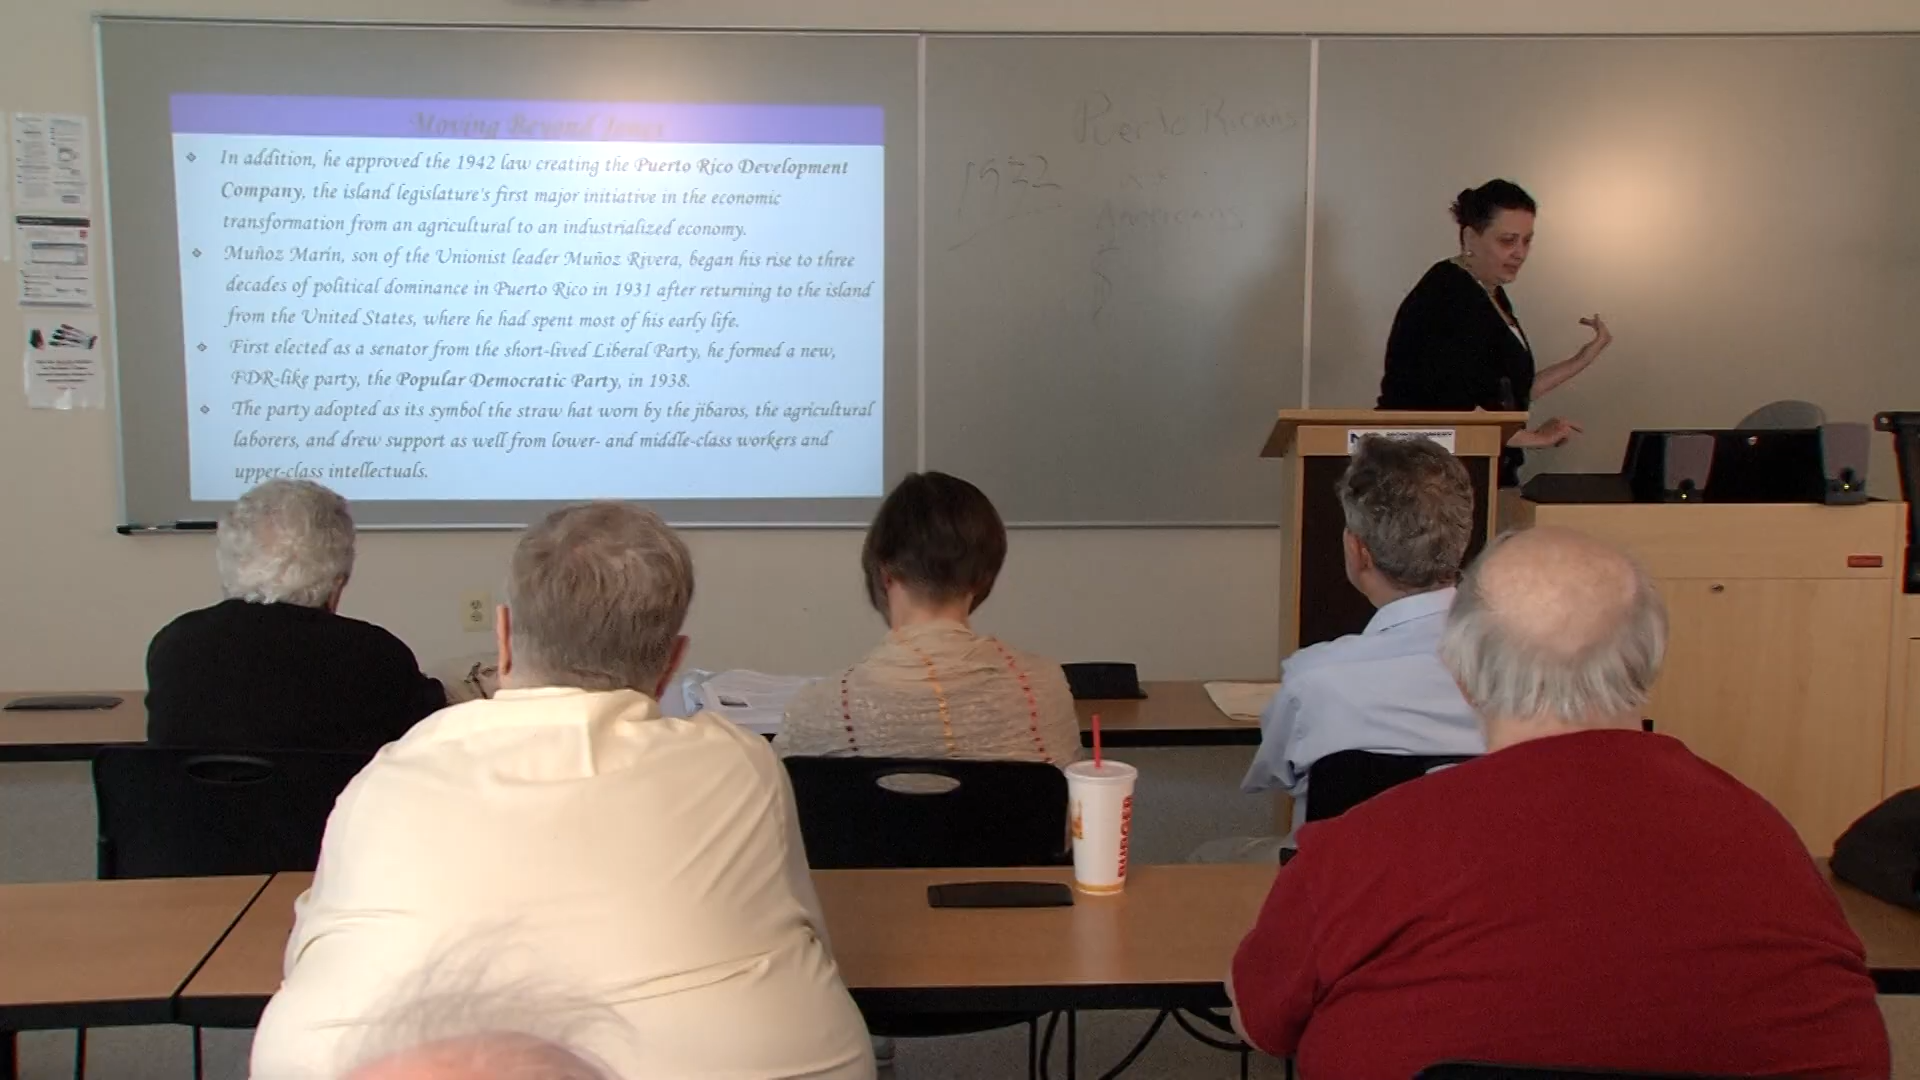 Moving Beyond Jones
❖ In addition, he approved the 1942 law creating the Puerto Rico Development
Company, the island legislature's first major initiative in the economic
transformation from an agricultural to an industrialized economy.
❖ Muñoz Marín, son of the Unionist leader Muñoz Rivera, began his rise to three
decades of political dominance in Puerto Rico in 1931 after returning to the island
from the United States, where he had spent most of his early life.
❖ First elected as a senator from the short-lived Liberal Party, he formed a new,
FDR-like party, the Popular Democratic Party, in 1938.
❖ The party adopted as its symbol the straw hat worn by the jibaros, the agricultural
laborers, and drew support as well from lower- and middle-class workers and
upper-class intellectuals.
Puerto Ricans
1922
Americans
MONTGOMERY
BURGER